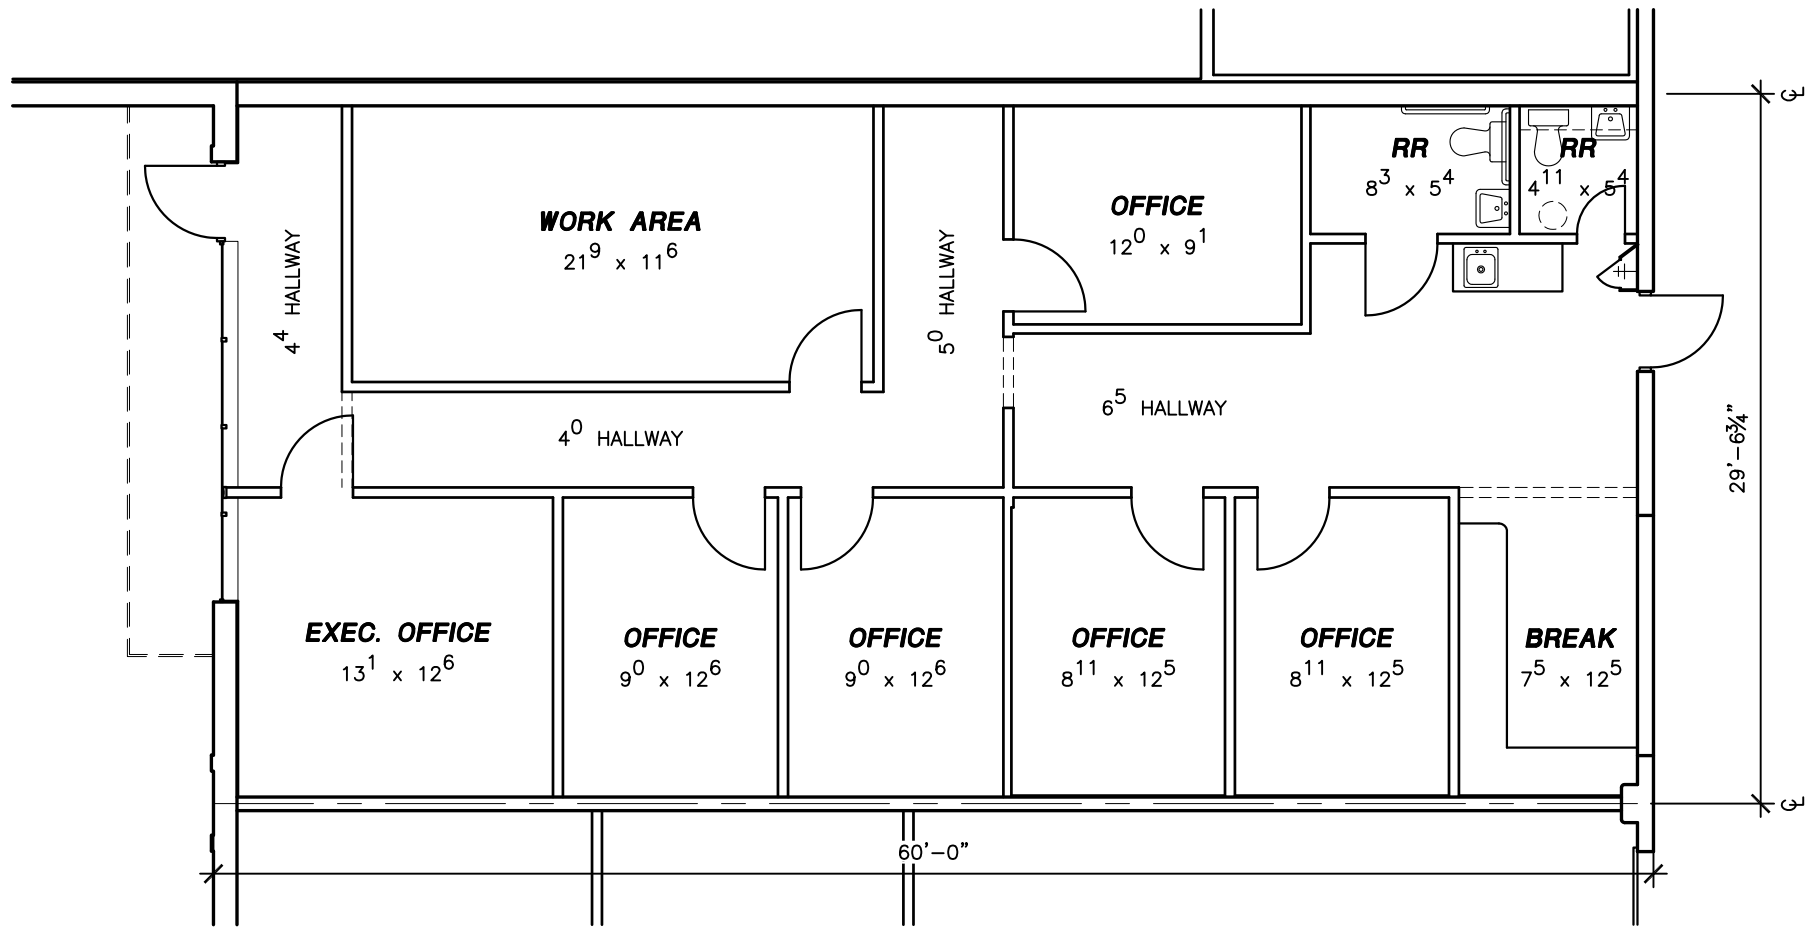 WORK AREA
21⁹ x 11⁶
OFFICE
12⁰ x 9¹
RR
8³ x 5⁴
RR
4¹¹ x 5⁴
4⁴ HALLWAY
5⁰ HALLWAY
4⁰ HALLWAY
6⁵ HALLWAY
EXEC. OFFICE
13¹ x 12⁶
OFFICE
9⁰ x 12⁶
OFFICE
9⁰ x 12⁶
OFFICE
8¹¹ x 12⁵
OFFICE
8¹¹ x 12⁵
BREAK
7⁵ x 12⁵
℄
29'-6¾"
℄
60'-0"